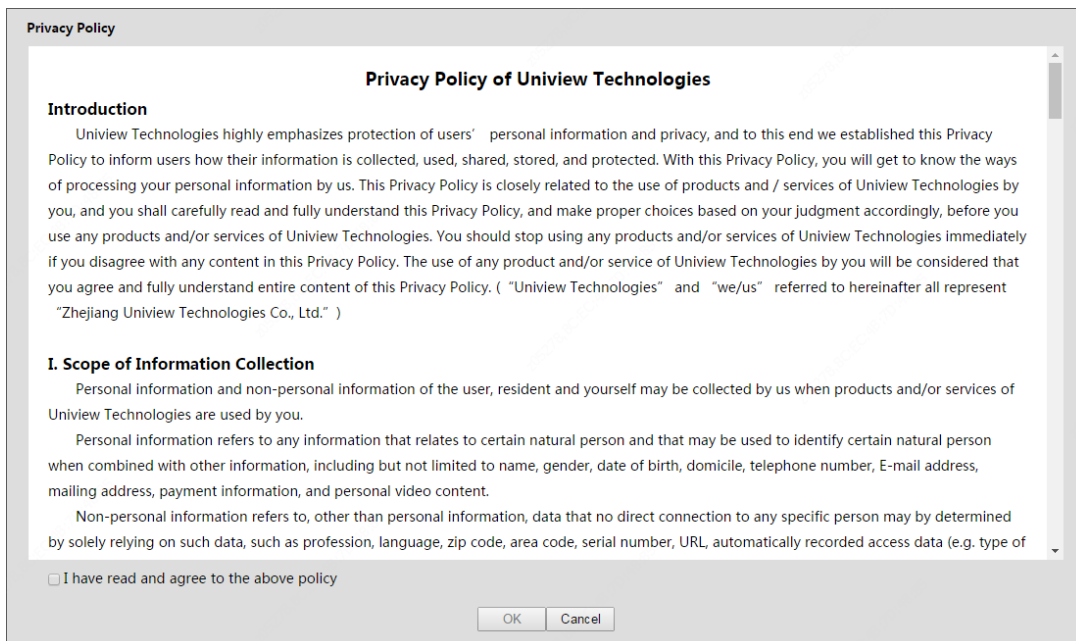 Privacy Policy
Privacy Policy of Uniview Technologies
Introduction
Uniview Technologies highly emphasizes protection of users’ personal information and privacy, and to this end we established this Privacy
Policy to inform users how their information is collected, used, shared, stored, and protected. With this Privacy Policy, you will get to know the ways
of processing your personal information by us. This Privacy Policy is closely related to the use of products and / services of Uniview Technologies by
you, and you shall carefully read and fully understand this Privacy Policy, and make proper choices based on your judgment accordingly, before you
use any products and/or services of Uniview Technologies. You should stop using any products and/or services of Uniview Technologies immediately
if you disagree with any content in this Privacy Policy. The use of any product and/or service of Uniview Technologies by you will be considered that
you agree and fully understand entire content of this Privacy Policy. ( “Uniview Technologies” and “we/us” referred to hereinafter all represent
“Zhejiang Uniview Technologies Co., Ltd.” )
I. Scope of Information Collection
Personal information and non-personal information of the user, resident and yourself may be collected by us when products and/or services of
Uniview Technologies are used by you.
Personal information refers to any information that relates to certain natural person and that may be used to identify certain natural person
when combined with other information, including but not limited to name, gender, date of birth, domicile, telephone number, E-mail address,
mailing address, payment information, and personal video content.
Non-personal information refers to, other than personal information, data that no direct connection to any specific person may by determined
by solely relying on such data, such as profession, language, zip code, area code, serial number, URL, automatically recorded access data (e.g. type of
I have read and agree to the above policy
OK Cancel